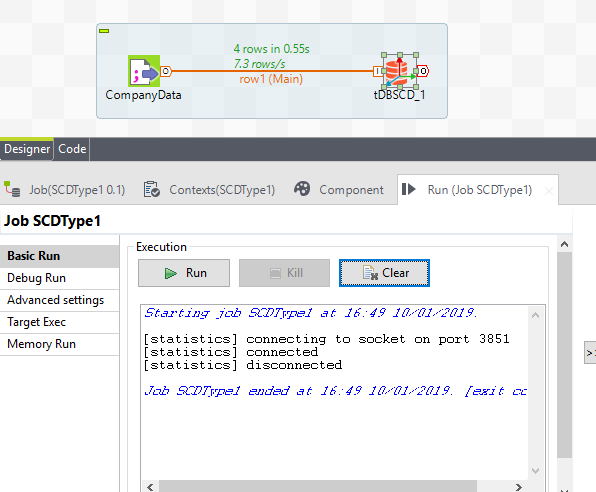 4 rows in 0.55s
7.3 rows/s
row1 (Main)
CompanyData
tDBSCD_1
Designer Code
Job(SCDType1 0.1) Contexts(SCDType1) Component Run (Job SCDType1)
Job SCDType1
Execution
Basic Run
Debug Run
Advanced settings
Target Exec
Memory Run
Run Kill Clear
Starting job SCDType1 at 16:49 10/01/2019.
[statistics] connecting to socket on port 3851
[statistics] connected
[statistics] disconnected
Job SCDType1 ended at 16:49 10/01/2019. [exit co